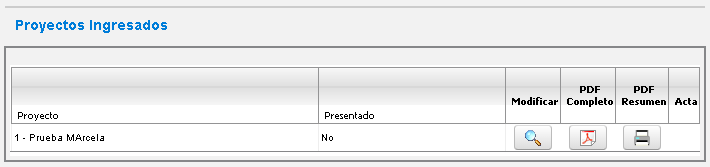 Proyectos Ingresados
Proyecto Presentado Modificar PDF Completo PDF Resumen Acta
1 - Prueba MArcela No